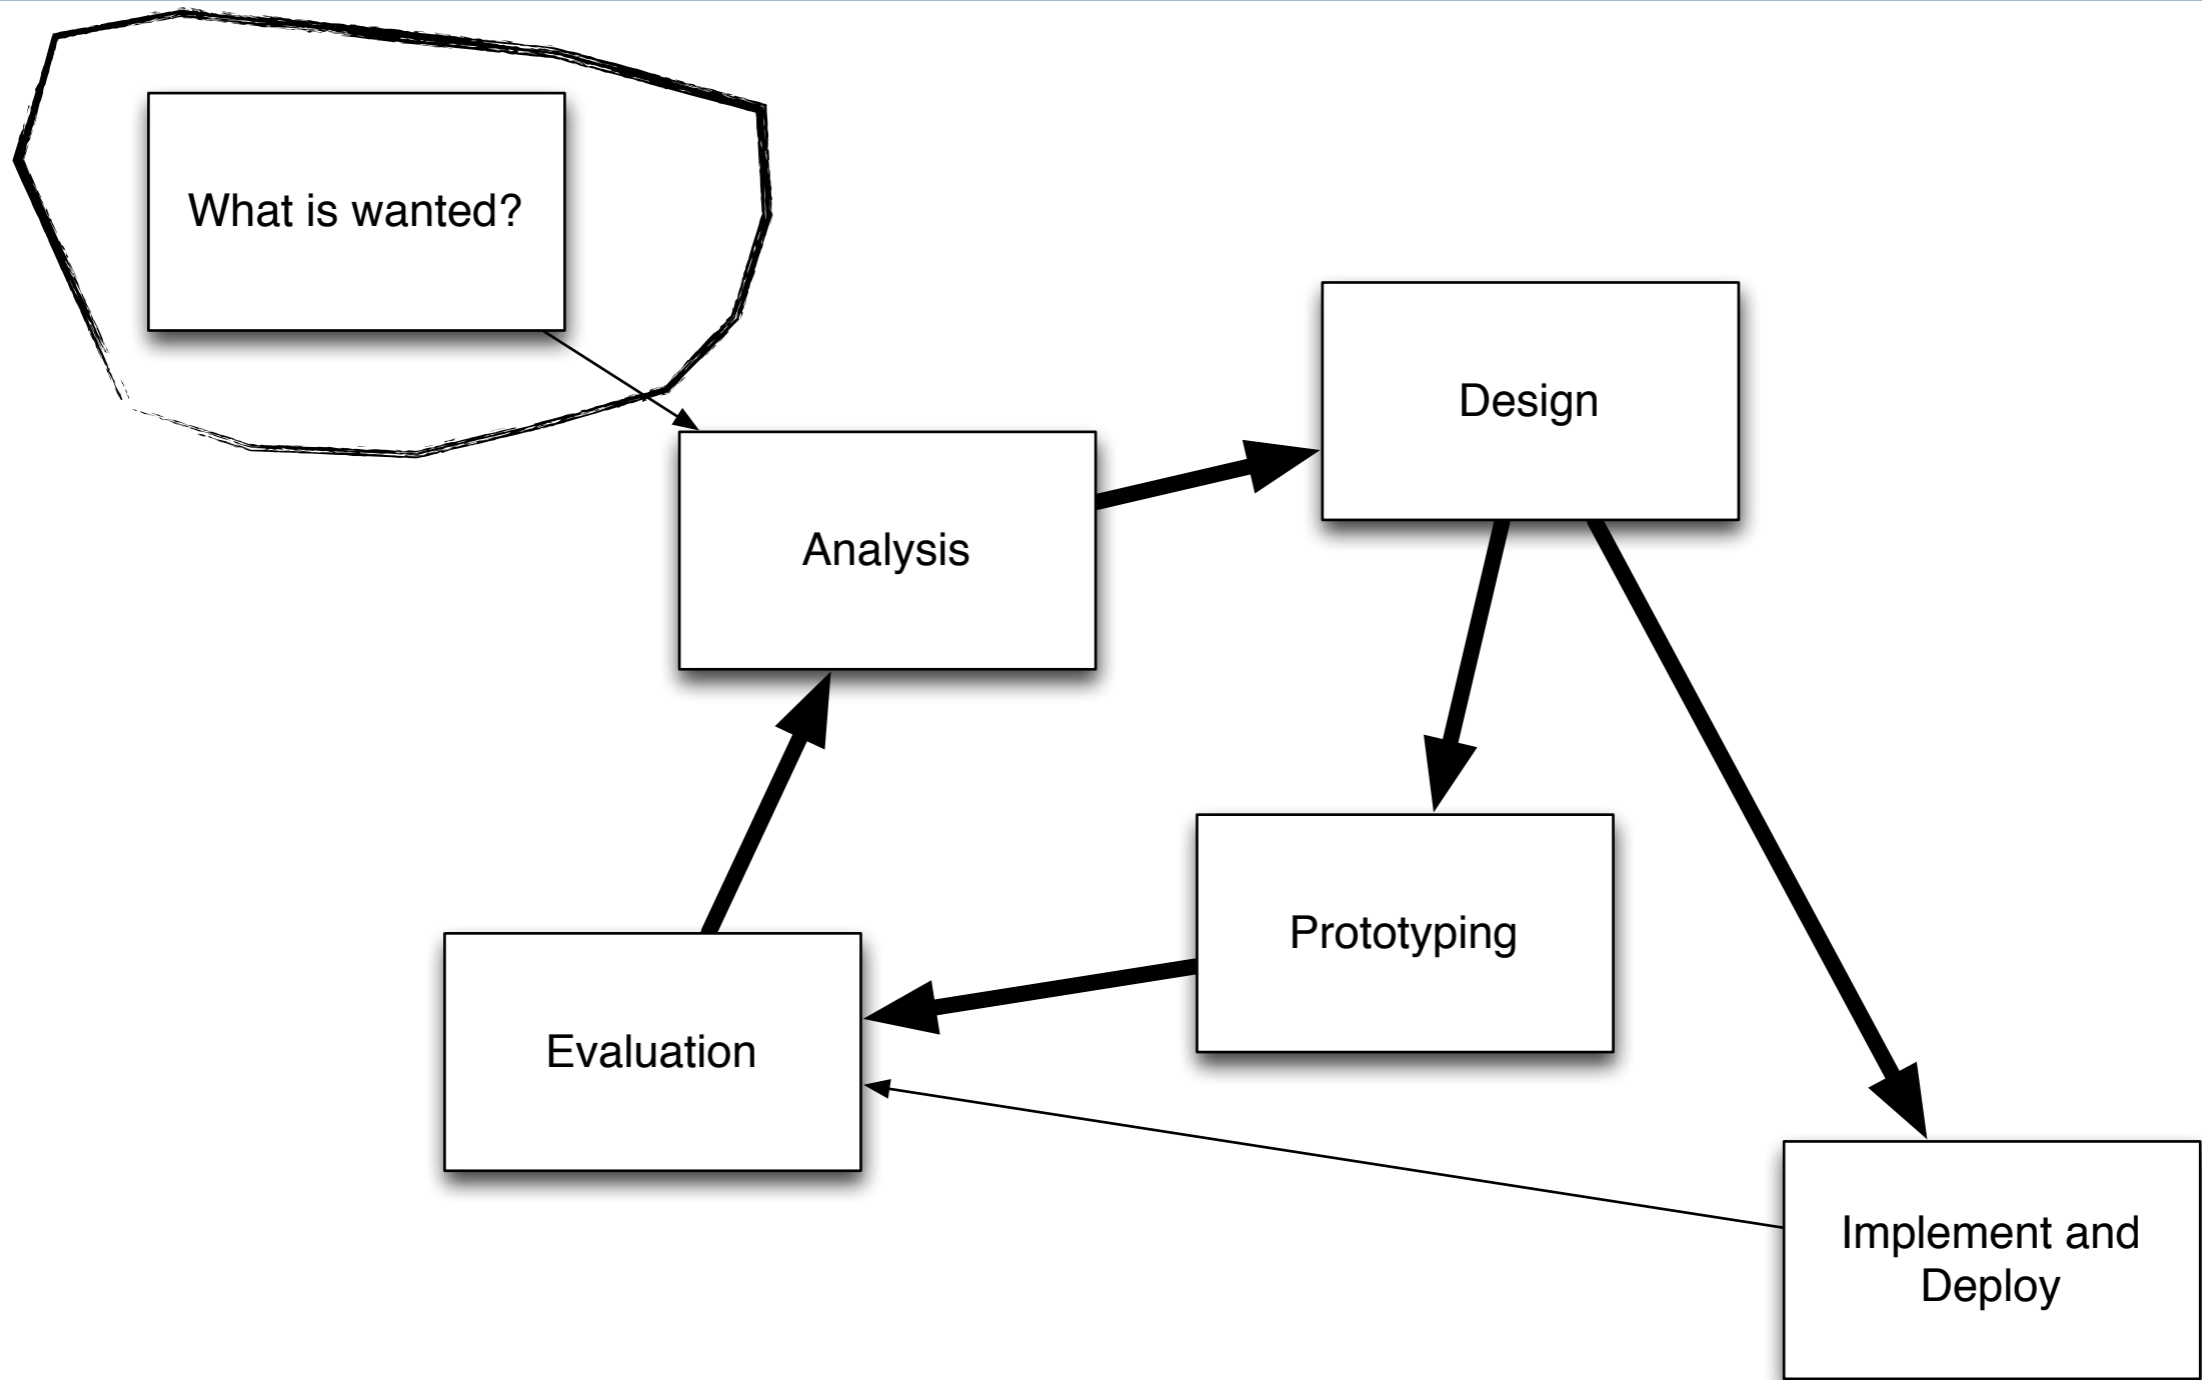 What is wanted?
Design
Analysis
Prototyping
Evaluation
Implement and
Deploy